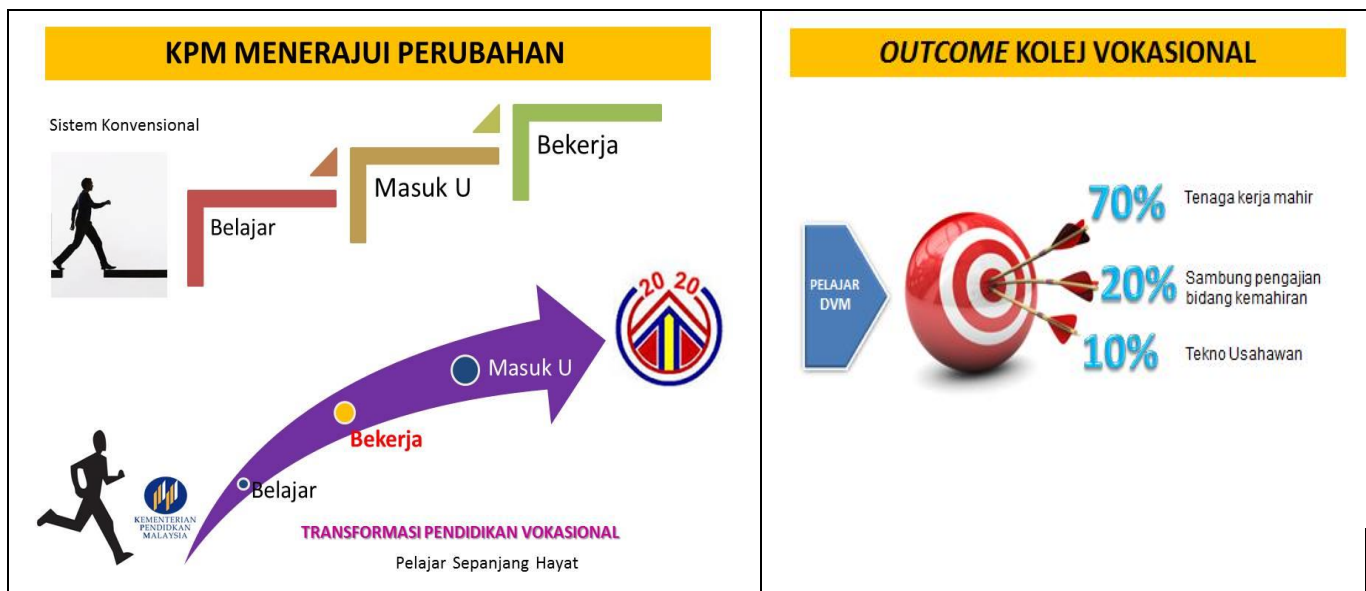 KPM MENERAJUI PERUBAHAN
Sistem Konvensional
Belajar
Masuk U
Bekerja
20 20
Masuk U
Bekerja
Belajar
KEMENTERIAN
PENDIDIKAN
MALAYSIA
TRANSFORMASI PENDIDIKAN VOKASIONAL
Pelajar Sepanjang Hayat
OUTCOME KOLEJ VOKASIONAL
PELAJAR
DVM
70% Tenaga kerja mahir
20% Sambung pengajian
bidang kemahiran
10% Tekno Usahawan